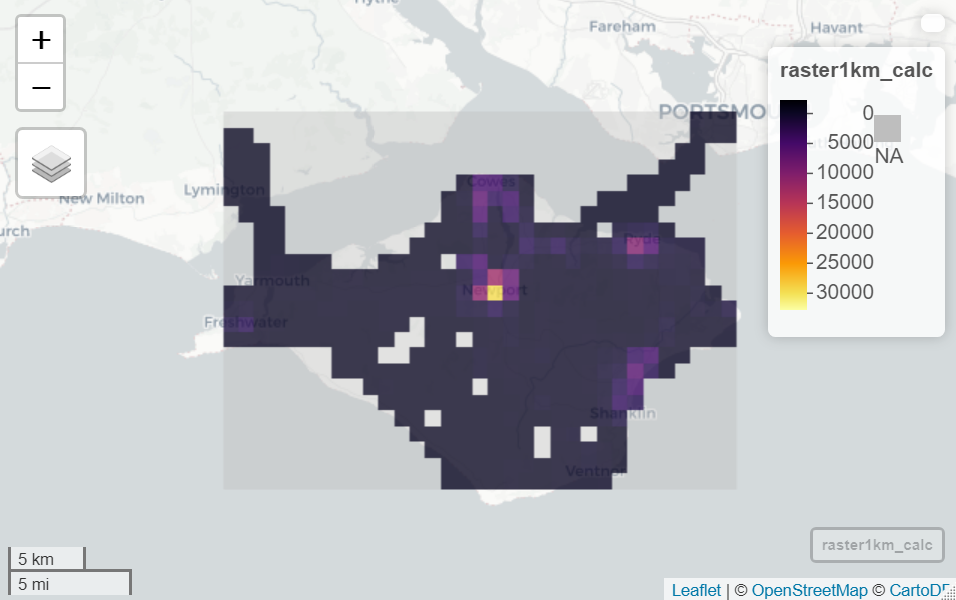 Fareham
Havant
+
−
raster1km_calc
PORTSMO
0
5000
NA
10000
15000
20000
25000
30000
Lymington
New Milton
urch
Cowes
Ryde
Yarmouth
Newport
Freshwater
Shanklin
Ventnor
raster1km_calc
5 km
5 mi
Leaflet | © OpenStreetMap © CartoDB